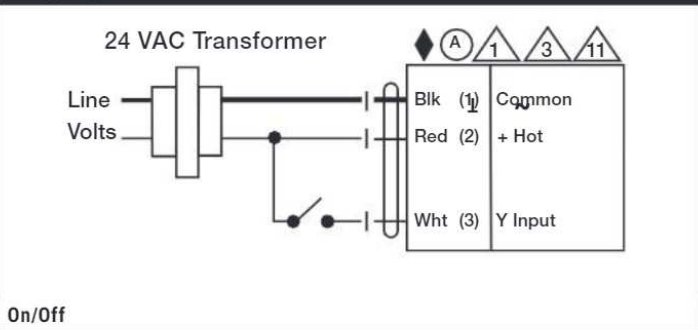 24 VAC Transformer
A
1
3
11
Line
Volts
Blk (1) Common
Red (2) + Hot
Wht (3) Y Input
On/Off